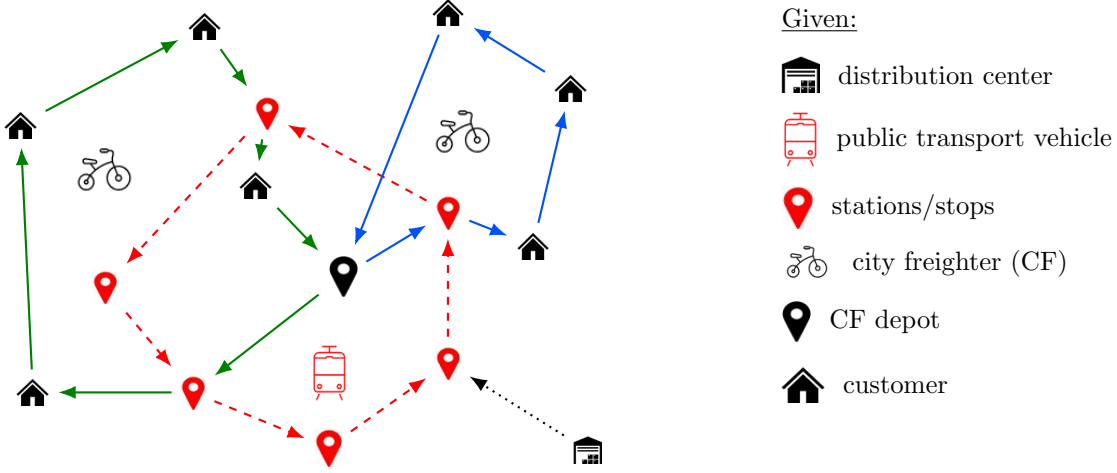 Given:
distribution center
public transport vehicle
stations/stops
city freighter (CF)
CF depot
customer